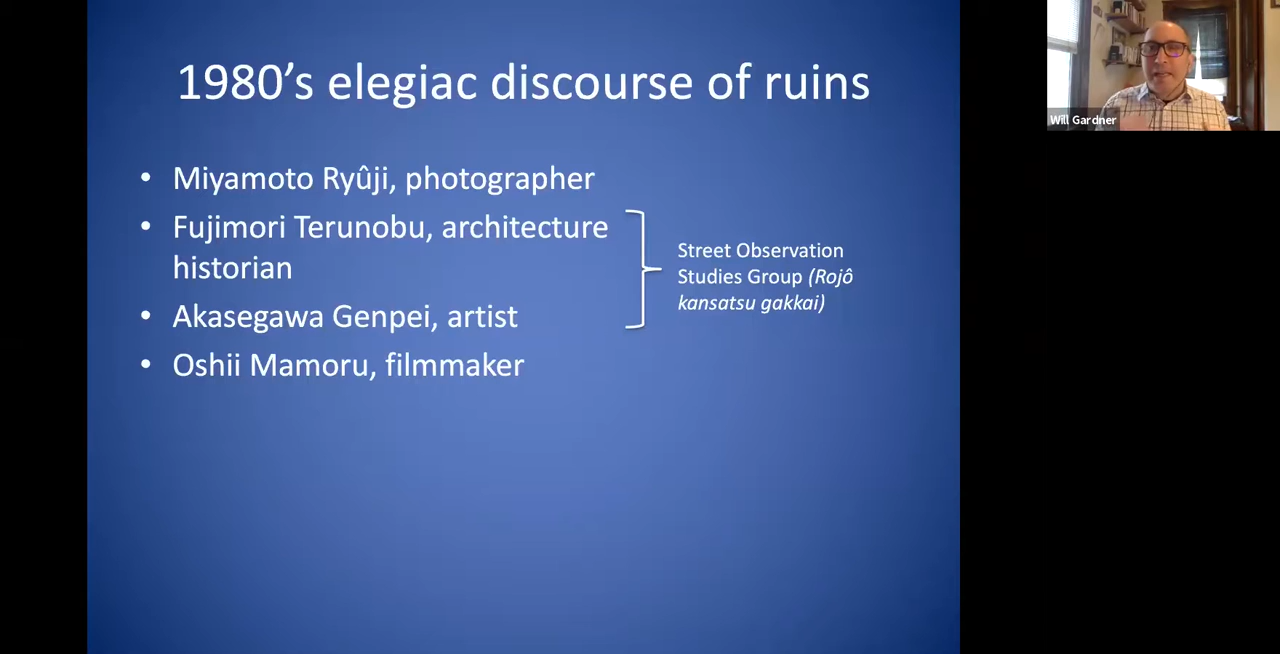 1980's elegiac discourse of ruins
• Miyamoto Ryûji, photographer
• Fujimori Terunobu, architecture
historian
• Akasegawa Genpei, artist
• Oshii Mamoru, filmmaker
Street Observation
Studies Group (Rojô
kansatsu gakkai)
Will Gardner